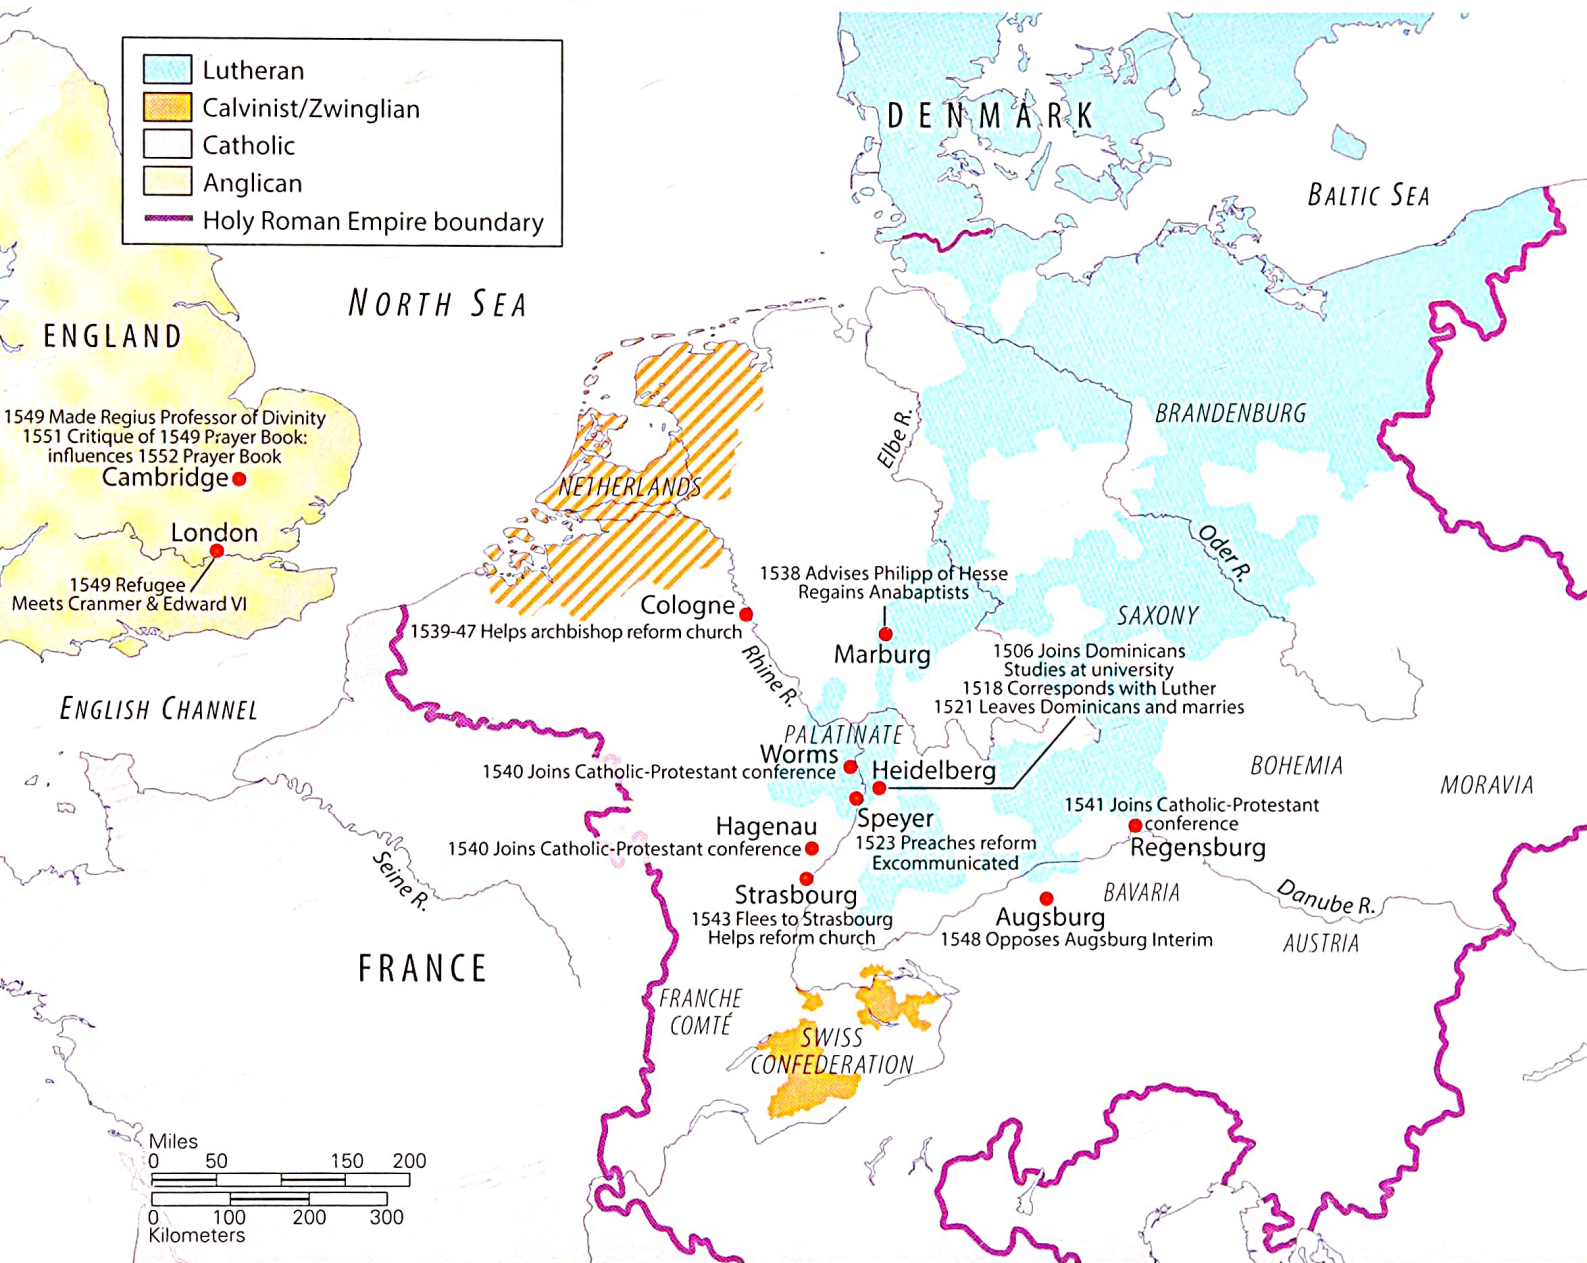 Lutheran
Calvinist/Zwinglian
Catholic
Anglican
Holy Roman Empire boundary
DENMARK
BALTIC SEA
NORTH SEA
ENGLAND
1549 Made Regius Professor of Divinity
1551 Critique of 1549 Prayer Book:
influences 1552 Prayer Book
Cambridge
London
1549 Refugee
Meets Cranmer & Edward VI
BRANDENBURG
Elbe R.
NETHERLANDS
Oder R.
1538 Advises Philipp of Hesse
Regains Anabaptists
Marburg
Cologne
1539-47 Helps archbishop reform church
Rhine R.
SAXONY
1506 Joins Dominicans
Studies at university
1518 Corresponds with Luther
1521 Leaves Dominicans and marries
ENGLISH CHANNEL
PALATINATE
Worms
1540 Joins Catholic-Protestant conference
Heidelberg
BOHEMIA
MORAVIA
1541 Joins Catholic-Protestant
conference
Regensburg
Speyer
1523 Preaches reform
Excommunicated
Hagenau
1540 Joins Catholic-Protestant conference
Strasbourg
1543 Flees to Strasbourg
Helps reform church
Seine R.
BAVARIA
Augsburg
1548 Opposes Augsburg Interim
Danube R.
AUSTRIA
FRANCE
FRANCHE
COMTÉ
SWISS
CONFEDERATION
Miles
0 50 150 200
0 100 200 300
Kilometers